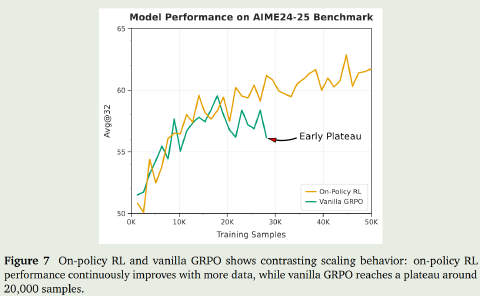 Model Performance on AIME24-25 Benchmark
65
60
55
50
Avg@32
Early Plateau
On-Policy RL
Vanilla GRPO
0 10K 20K 30K 40K 50K
Training Samples
Figure 7 On-policy RL and vanilla GRPO shows contrasting scaling behavior: on-policy RL
performance continuously improves with more data, while vanilla GRPO reaches a plateau around
20,000 samples.